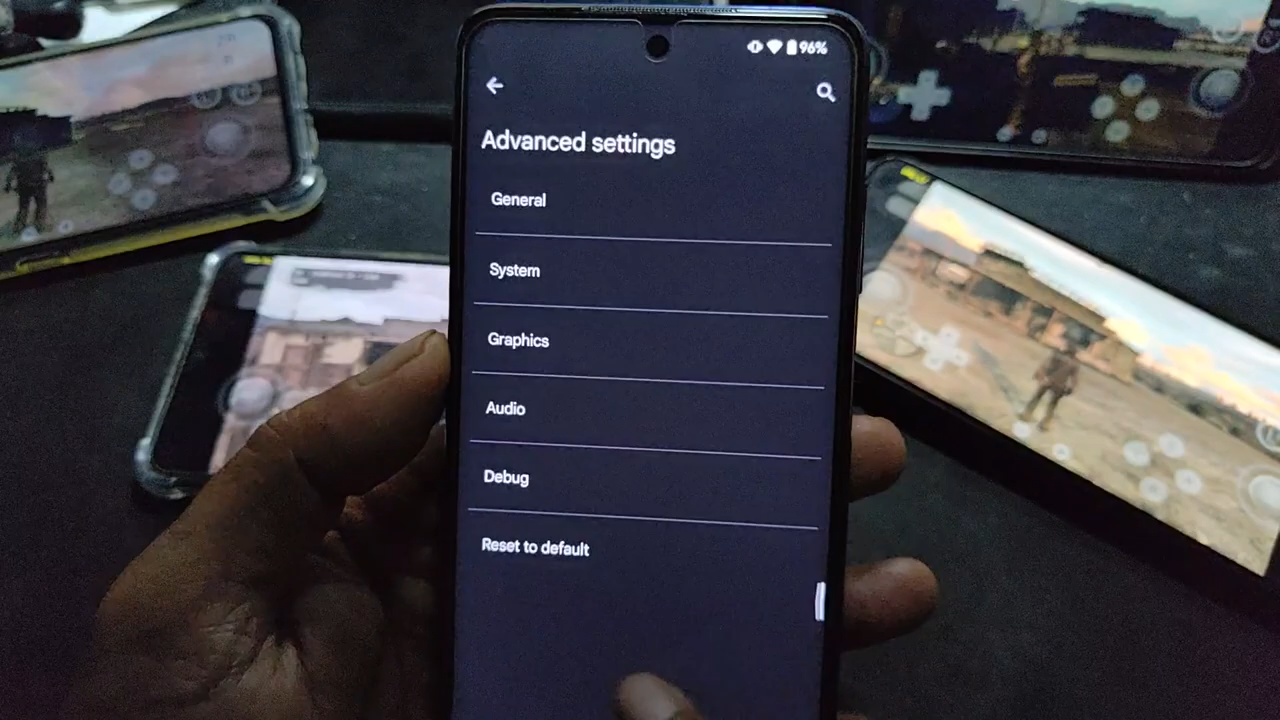 96%
Advanced settings
General
System
Graphics
Audio
Debug
Reset to default